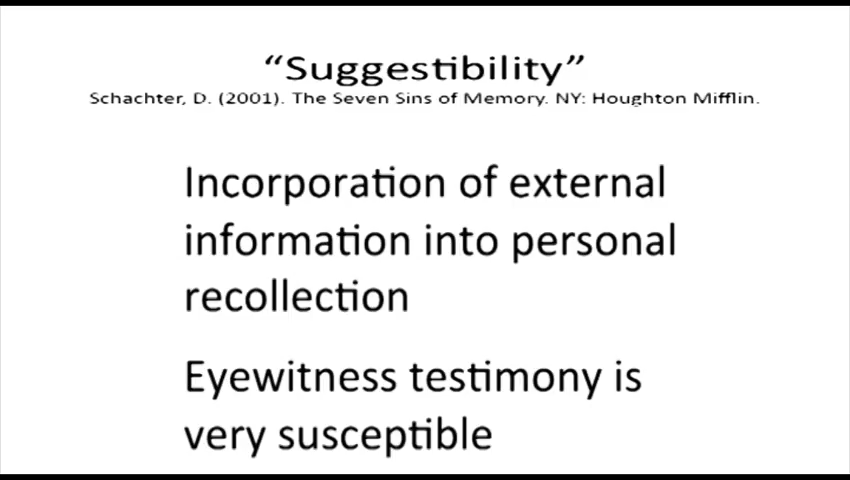 “Suggestibility”
Schachter, D. (2001). The Seven Sins of Memory. NY: Houghton Mifflin.
Incorporation of external
information into personal
recollection
Eyewitness testimony is
very susceptible